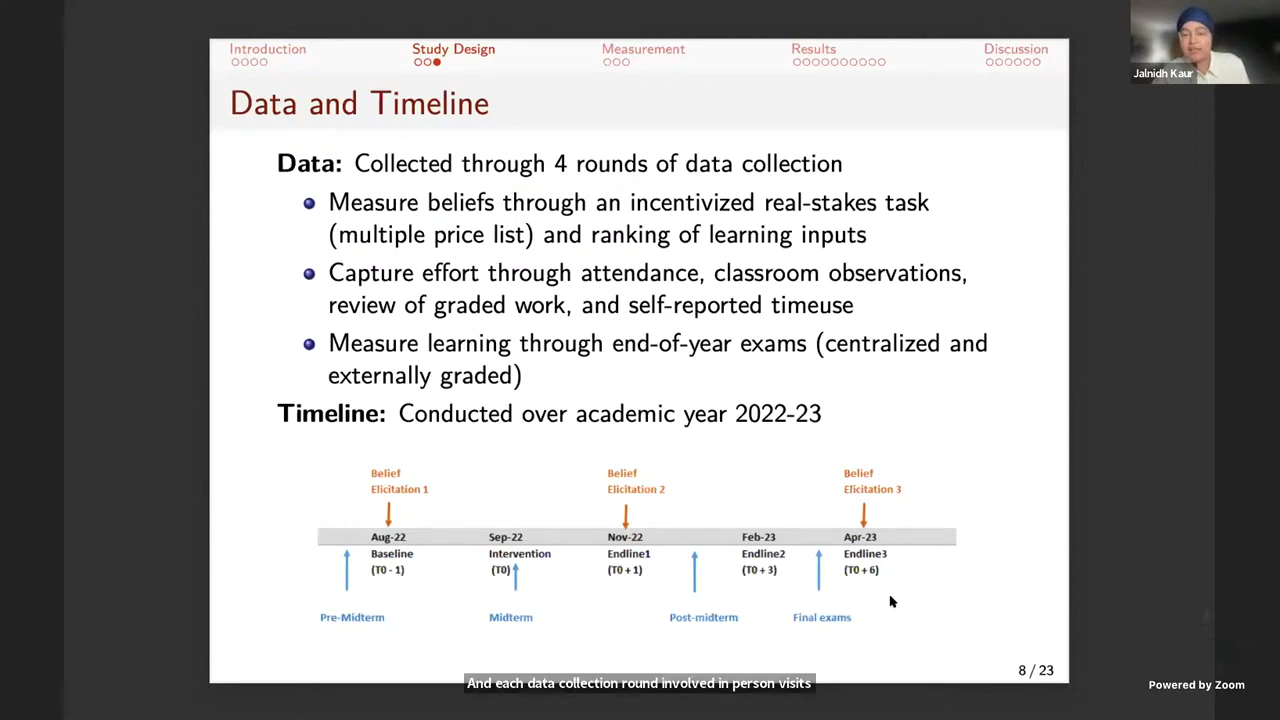 Introduction Study Design Measurement Results Discussion
Jalnidh Kaur
Data and Timeline
Data: Collected through 4 rounds of data collection
Measure beliefs through an incentivized real-stakes task
(multiple price list) and ranking of learning inputs
Capture effort through attendance, classroom observations,
review of graded work, and self-reported timeuse
Measure learning through end-of-year exams (centralized and
externally graded)
Timeline: Conducted over academic year 2022-23
Belief Belief Belief
Elicitation 1 Elicitation 2 Elicitation 3
Aug-22 Sep-22 Nov-22 Feb-23 Apr-23
Baseline Intervention Endline1 Endline2 Endline3
(T0 - 1) (T0) (T0 + 1) (T0 + 3) (T0 + 6)
Pre-Midterm Midterm Post-midterm Final exams
8 / 23
And each data collection round involved in person visits
Powered by Zoom